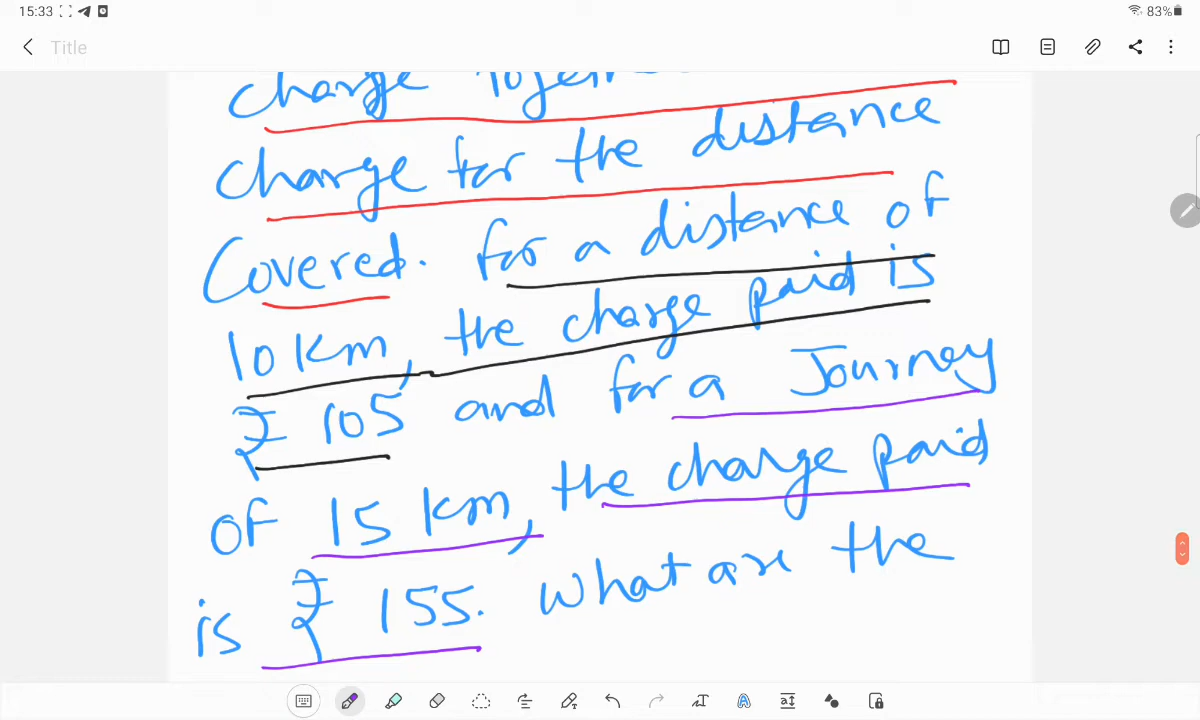 15:33
83%
Title
charge
charge for the distance
Covered. for a distance of
10 km, the charge paid is
₹ 105 and for a Journey
of 15 km, the charge paid
is ₹ 155. What are the